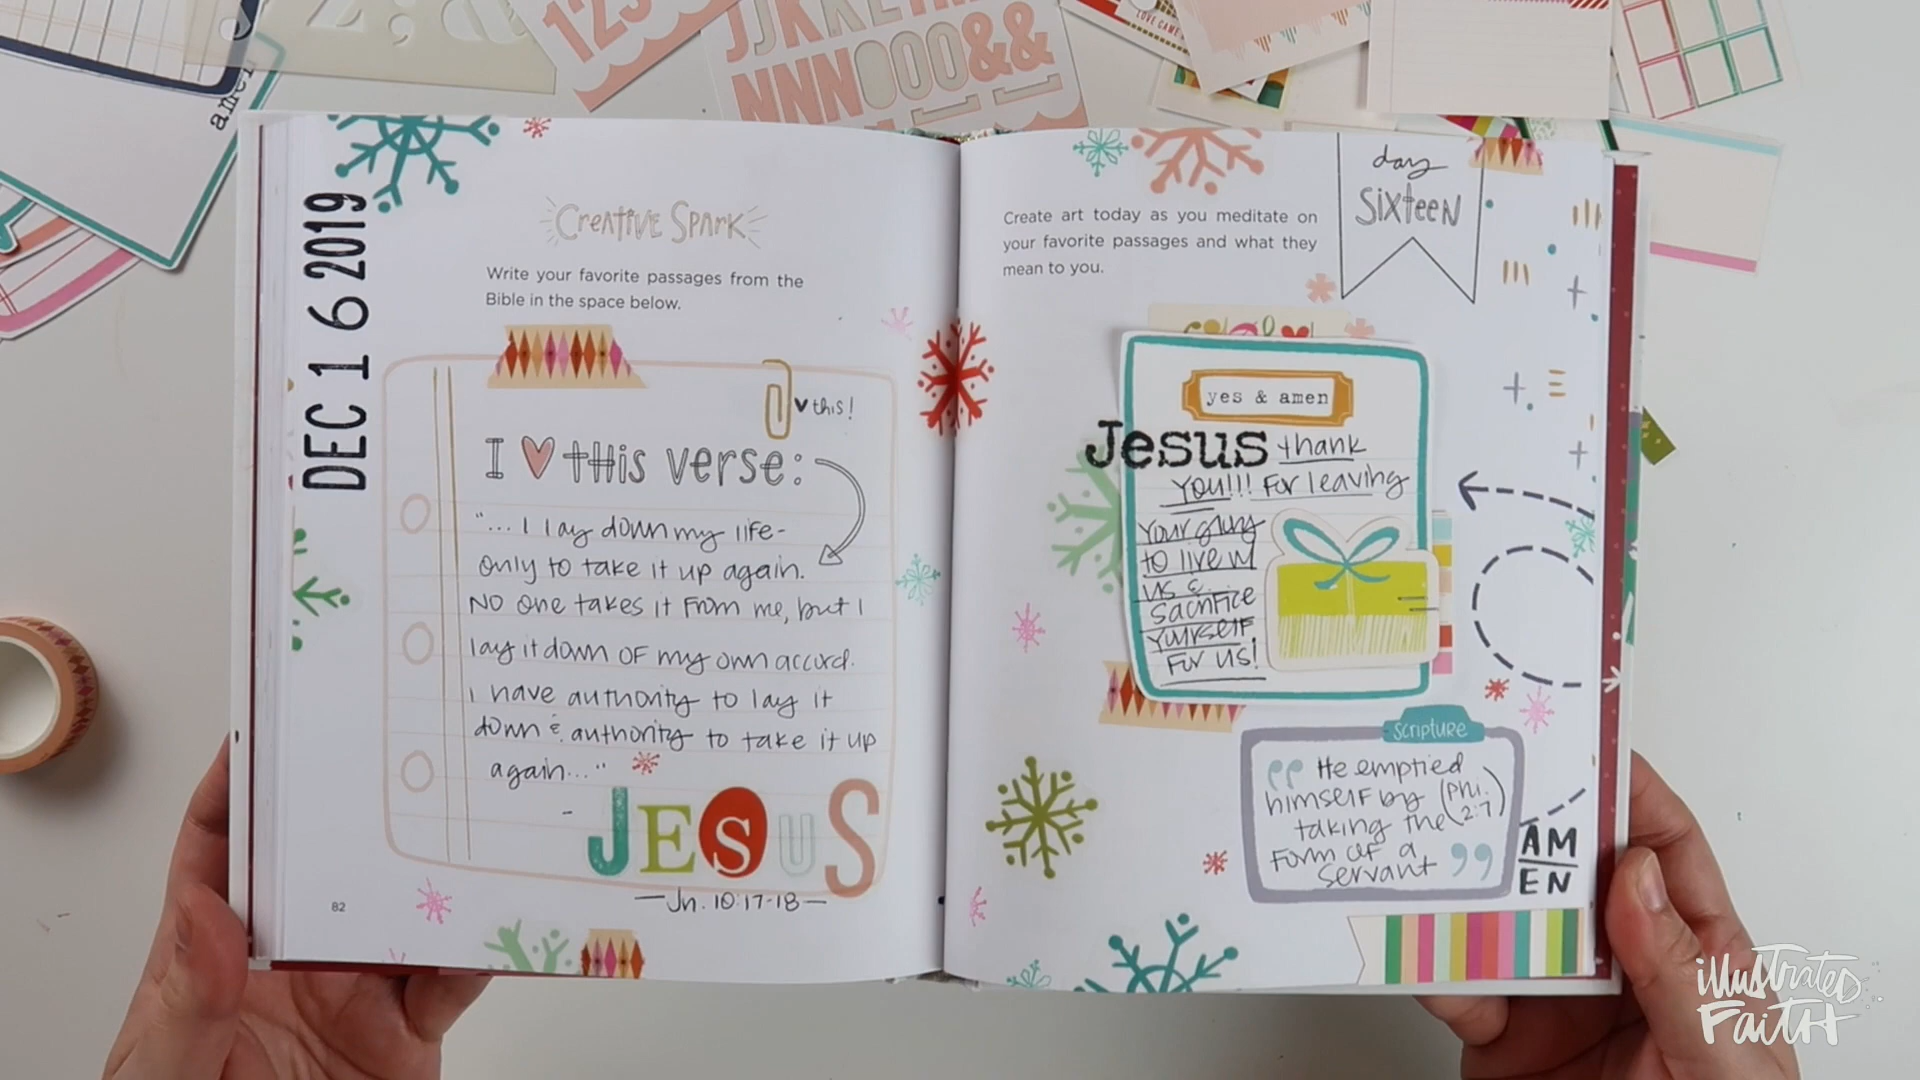 123
JJKK
NNNOOO&&
LOVE
DEC 16 2019
CREATIVE SPARK
Write your favorite passages from the
Bible in the space below.
♥ this!
I ♥ this verse:
"... I lay down my life-
only to take it up again.
NO one takes it from me, but I
lay it down OF my own accord.
I have authority to lay it
down & authority to take it up
again..."
- JESUS
— Jn. 10:17-18 —
82
Create art today as you meditate on
your favorite passages and what they
mean to you.
day
SIXTEEN
yes & amen
Jesus thank
YOU!!! For leaving
Your glory
to live in
us &
sacrifice
yourself
For us!
scripture
“ He emptied
himself by (Phi.
taking the 2:7)
Form of a
servant ”
AM
EN
illustrated
FAITH